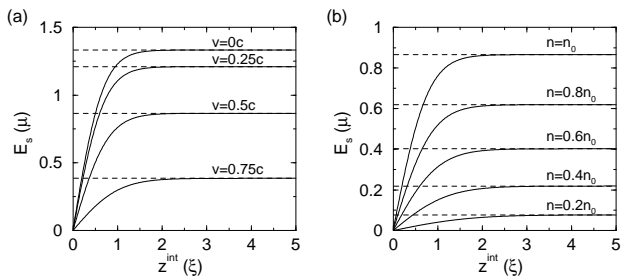 (a)
1.5
1
0.5
0
E_s (μ)
v=0c
v=0.25c
v=0.5c
v=0.75c
0 1 2 3 4 5
z^int (ξ)
(b)
1
0.8
0.6
0.4
0.2
0
E_s (μ)
n=n_0
n=0.8n_0
n=0.6n_0
n=0.4n_0
n=0.2n_0
0 1 2 3 4 5
z^int (ξ)